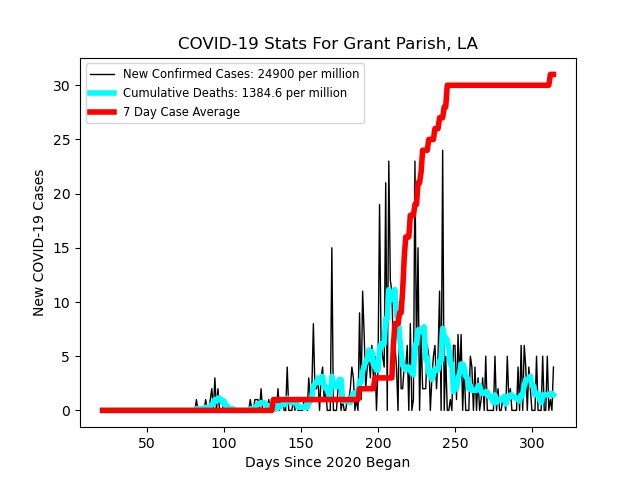 COVID-19 Stats For Grant Parish, LA
New Confirmed Cases: 24900 per million
Cumulative Deaths: 1384.6 per million
7 Day Case Average
New COVID-19 Cases
30
25
20
15
10
5
0
50 100 150 200 250 300
Days Since 2020 Began